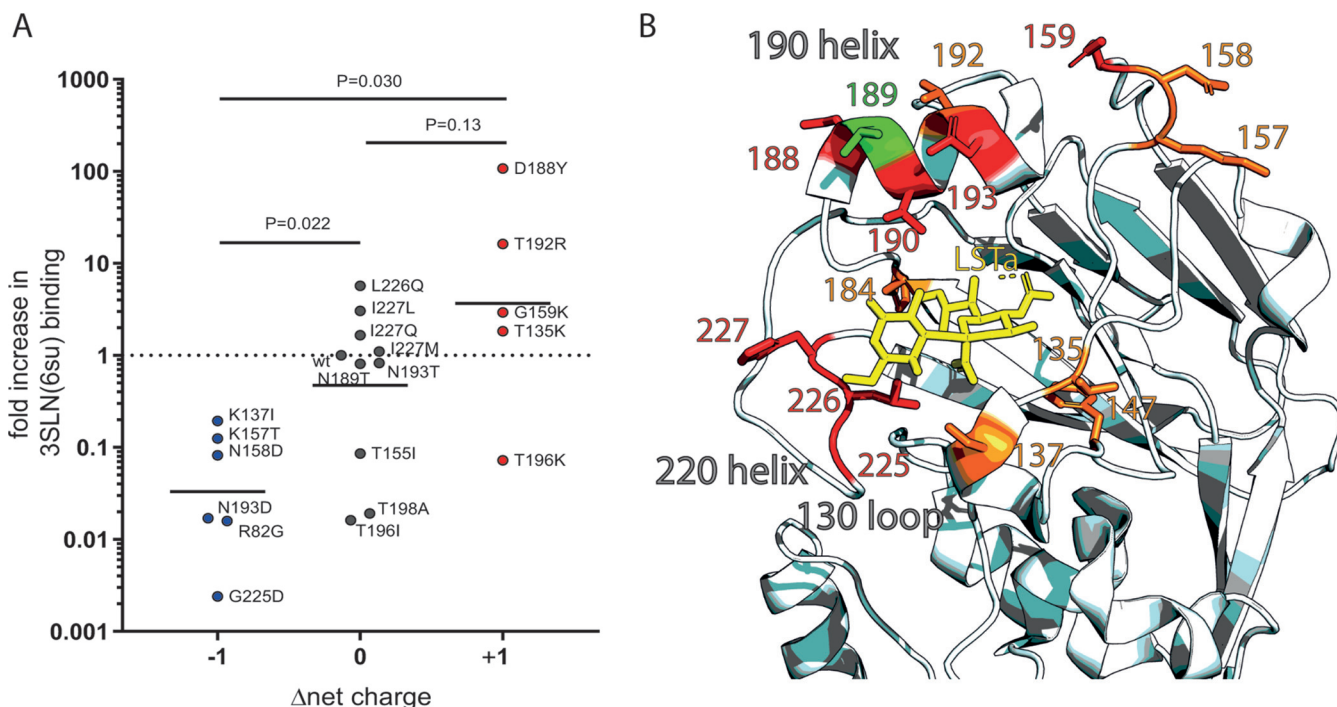 A
1000
100
10
1
0.1
0.01
0.001
fold increase in
3SLN(6su) binding
P=0.030
P=0.13
P=0.022
D188Y
T192R
L226Q
I227L
G159K
I227Q
T135K
wt
I227M
N189T
N193T
K137I
K157T
N158D
T155I
T196K
N193D
T198A
R82G
T196I
G225D
-1
0
+1
Δnet charge
B
190 helix
192
159
158
189
157
188
193
190
LSTa
184
227
135
226
147
225
137
220 helix
130 loop